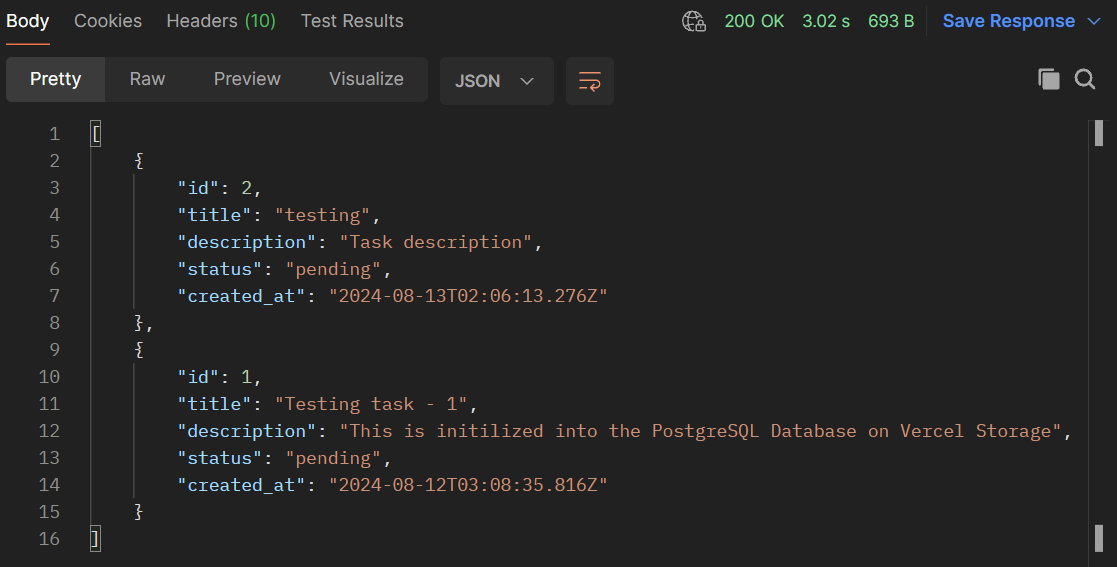 Body Cookies Headers (10) Test Results 200 OK 3.02 s 693 B Save Response
Pretty Raw Preview Visualize JSON
1 [
2 {
3 "id": 2,
4 "title": "testing",
5 "description": "Task description",
6 "status": "pending",
7 "created_at": "2024-08-13T02:06:13.276Z"
8 },
9 {
10 "id": 1,
11 "title": "Testing task - 1",
12 "description": "This is initilized into the PostgreSQL Database on Vercel Storage",
13 "status": "pending",
14 "created_at": "2024-08-12T03:08:35.816Z"
15 }
16 ]